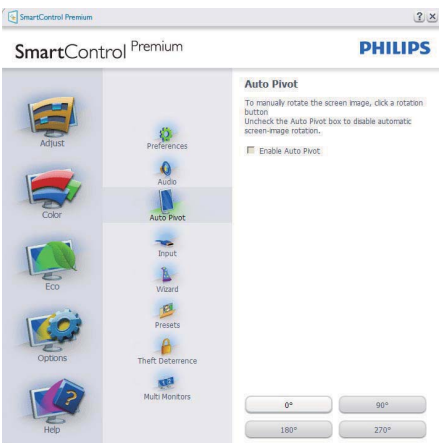 SmartControl Premium
SmartControl Premium
PHILIPS
Adjust
Color
Eco
Options
Help
Preferences
Audio
Auto Pivot
Input
Wizard
Presets
Theft Deterrence
Multi Monitors
Auto Pivot
To manually rotate the screen image, click a rotation
button
Uncheck the Auto Pivot box to disable automatic
screen-image rotation.
Enable Auto Pivot
0°
90°
180°
270°